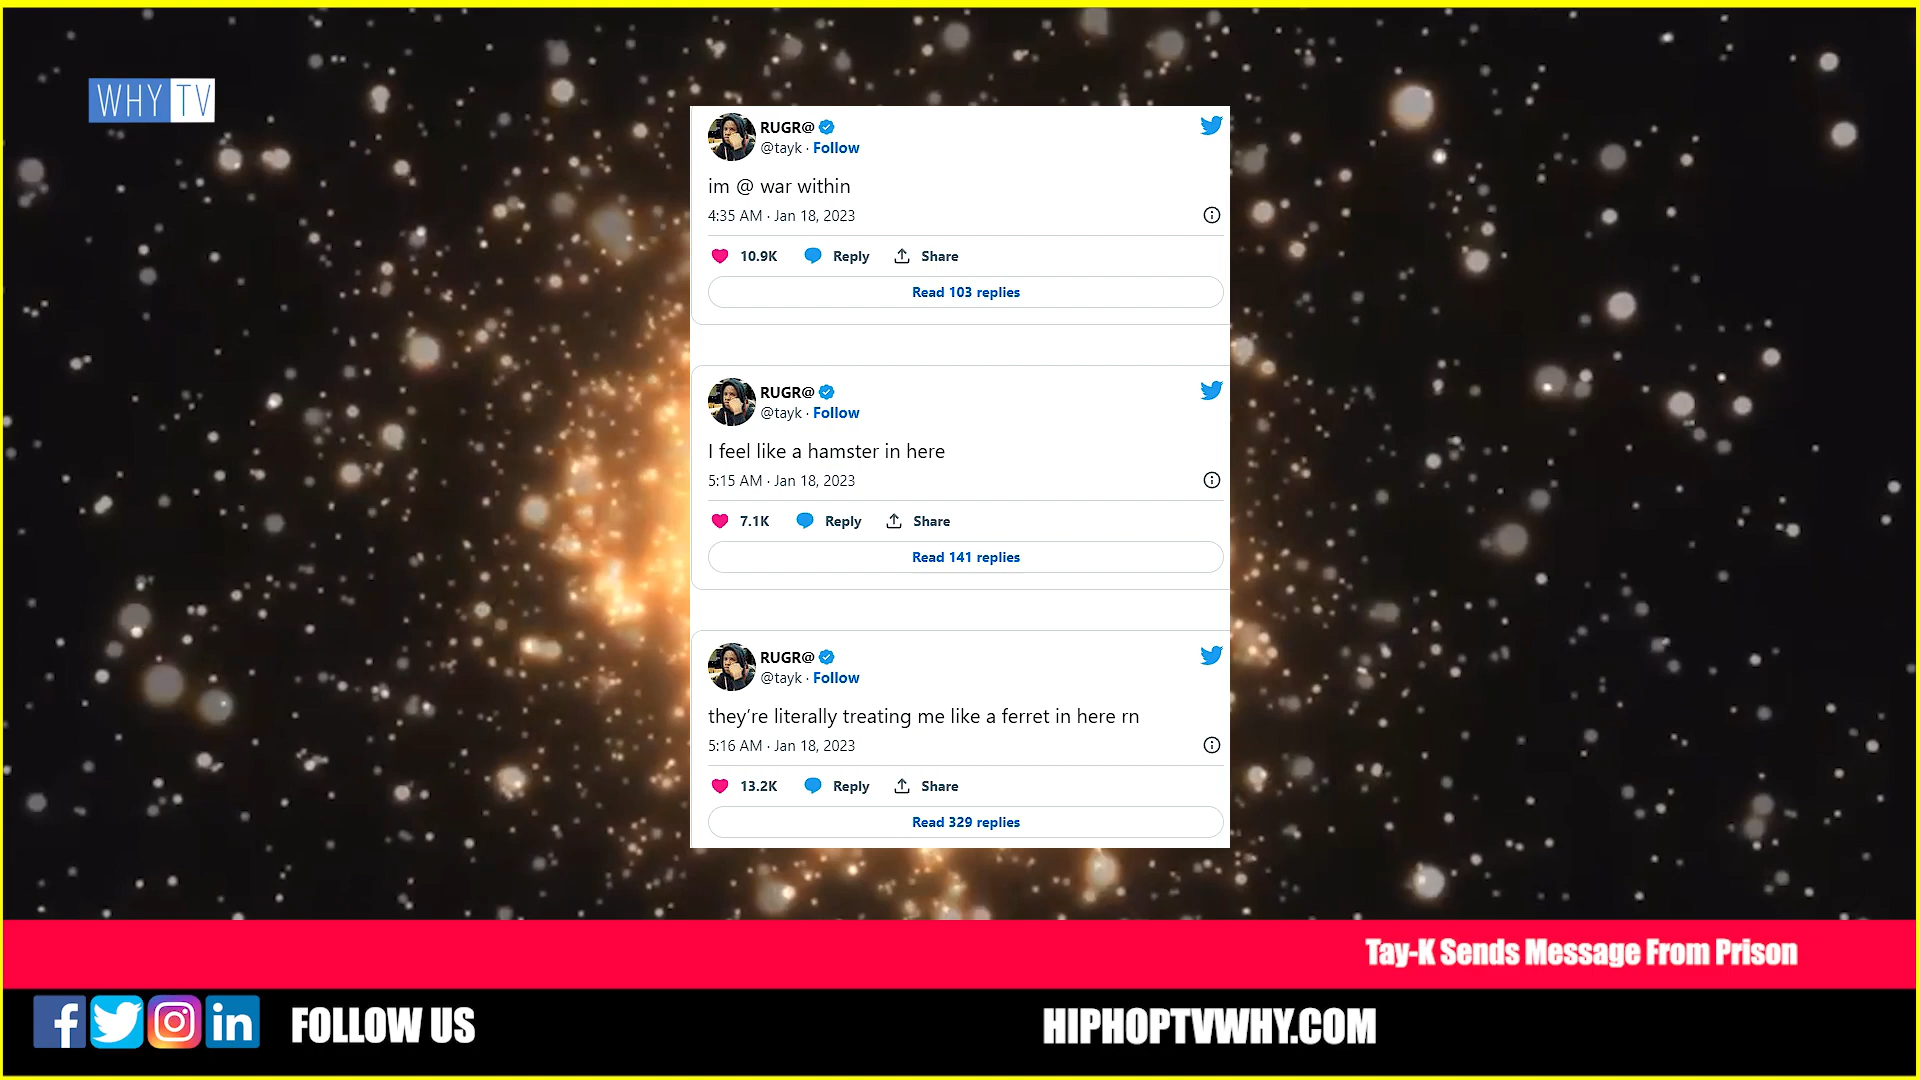 WHY TV
RUGR@
@tayk · Follow
im @ war within
4:35 AM · Jan 18, 2023
10.9K Reply Share
Read 103 replies
RUGR@
@tayk · Follow
I feel like a hamster in here
5:15 AM · Jan 18, 2023
7.1K Reply Share
Read 141 replies
RUGR@
@tayk · Follow
they’re literally treating me like a ferret in here rn
5:16 AM · Jan 18, 2023
13.2K Reply Share
Read 329 replies
Tay-K Sends Message From Prison
FOLLOW US
HIPHOPTVWHY.COM